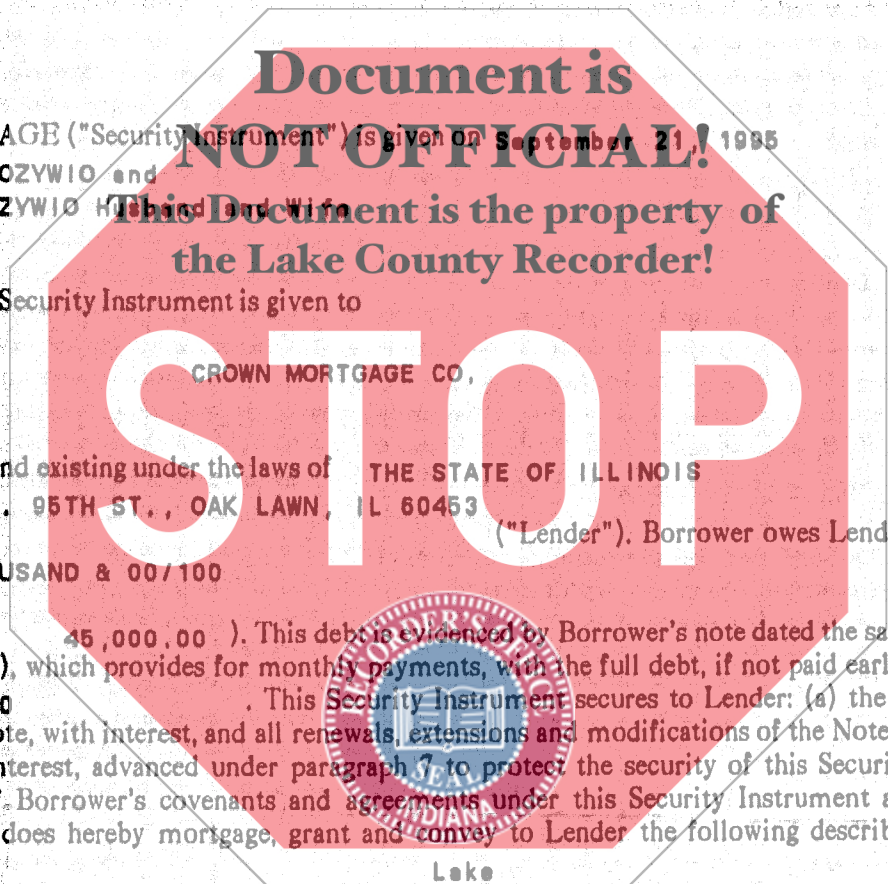 Document is
NOT OFFICIAL!
This Document is the property of
the Lake County Recorder!
STOP
AGE ("Security Instrument") is given on September 21, 1995
OZYWIO and
ZYWIO Husband and Wife
Security Instrument is given to
CROWN MORTGAGE CO.
nd existing under the laws of THE STATE OF ILLINOIS
. 95TH ST., OAK LAWN, IL 60453
("Lender"). Borrower owes Lend
USAND & 00/100
45,000.00 ). This debt is evidenced by Borrower's note dated the sa
), which provides for monthly payments, with the full debt, if not paid earl
. This Security Instrument secures to Lender: (a) the
te, with interest, and all renewals, extensions and modifications of the Note
terest, advanced under paragraph 7 to protect the security of this Securi
Borrower's covenants and agreements under this Security Instrument a
does hereby mortgage, grant and convey to Lender the following describ
Lake
RECORDER'S OFFICE
SEAL
INDIANA